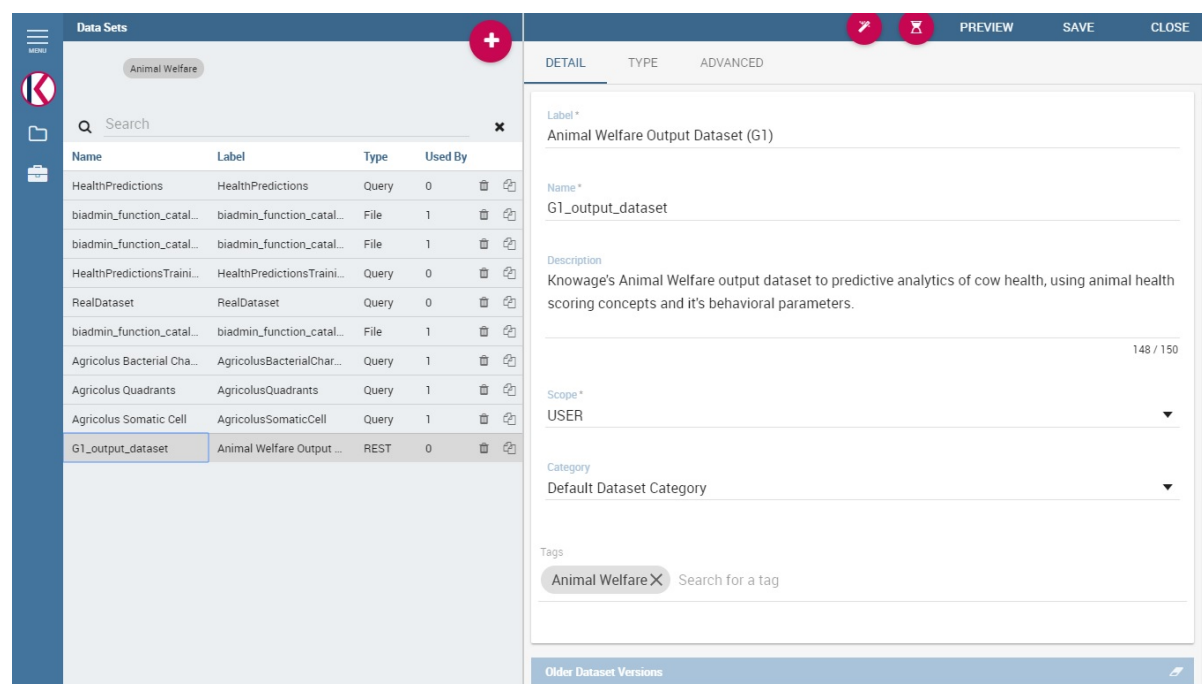 Data Sets
PREVIEW SAVE CLOSE
MENU
Animal Welfare
Search
Name Label Type Used By
HealthPredictions HealthPredictions Query 0
biadmin_function_catal... biadmin_function_catal... File 1
biadmin_function_catal... biadmin_function_catal... File 1
HealthPredictionsTraini... HealthPredictionsTraini... Query 0
RealDataset RealDataset Query 0
biadmin_function_catal... biadmin_function_catal... File 1
Agricolus Bacterial Cha... AgricolusBacterialChar... Query 1
Agricolus Quadrants AgricolusQuadrants Query 1
Agricolus Somatic Cell AgricolusSomaticCell Query 1
G1_output_dataset Animal Welfare Output ... REST 0
DETAIL TYPE ADVANCED
Label *
Animal Welfare Output Dataset (G1)
Name *
G1_output_dataset
Description
Knowage's Animal Welfare output dataset to predictive analytics of cow health, using animal health
scoring concepts and it's behavioral parameters.
148 / 150
Scope *
USER
Category
Default Dataset Category
Tags
Animal Welfare Search for a tag
Older Dataset Versions